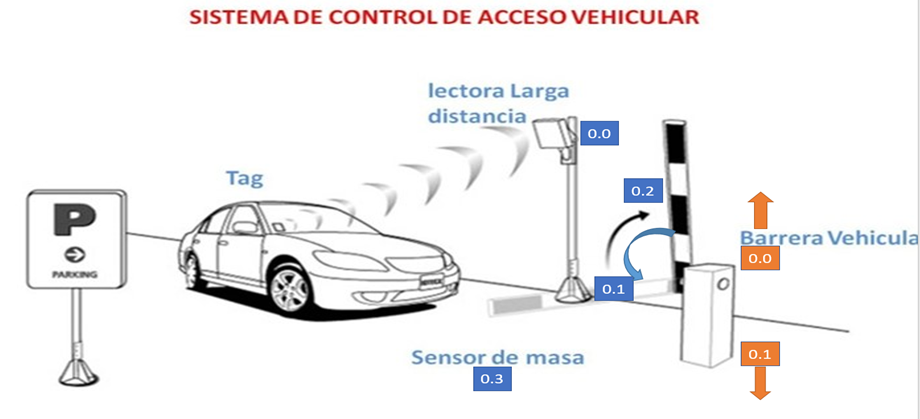 SISTEMA DE CONTROL DE ACCESO VEHICULAR
lectora Larga
distancia
0.0
Tag
0.2
P
PARKING
Barrera Vehicula
0.0
0.1
0.1
Sensor de masa
0.3